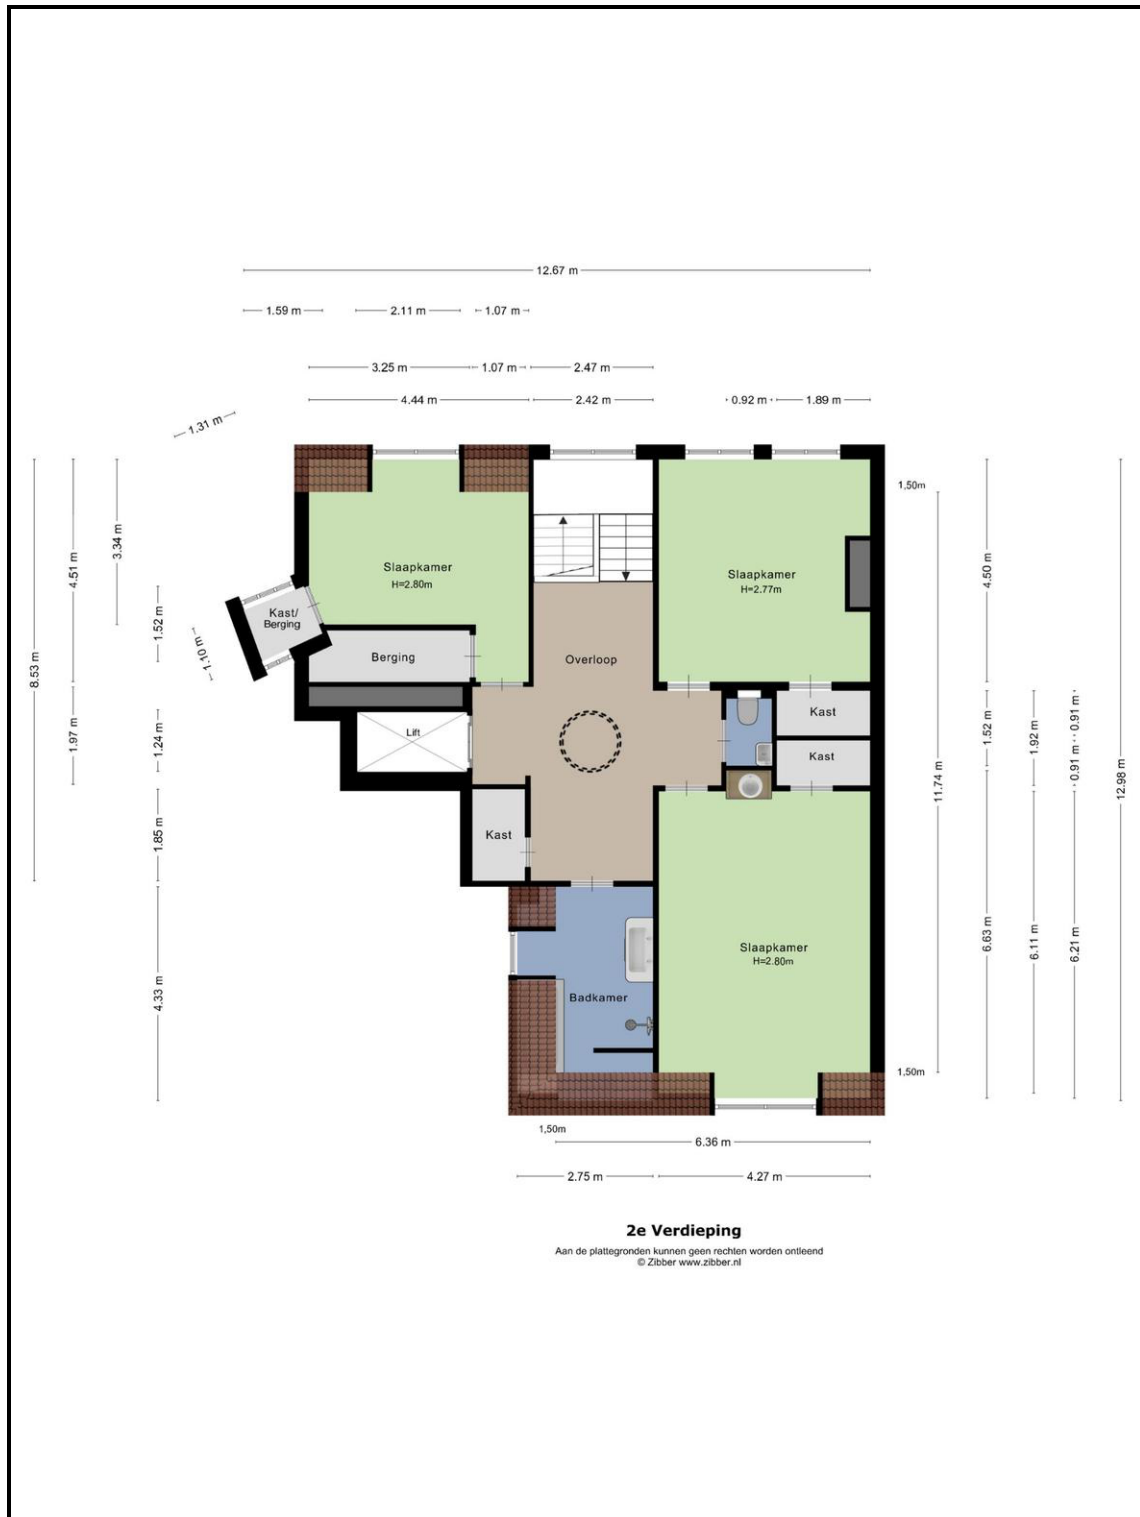 12.67 m
1.59 m
2.11 m
1.07 m
3.25 m
1.07 m
2.47 m
4.44 m
2.42 m
0.92 m
1.89 m
1.31 m
1,50m
3.34 m
4.51 m
8.53 m
1.52 m
1.10 m
1.97 m
1.24 m
1.85 m
4.33 m
Slaapkamer
H=2.80m
Slaapkamer
H=2.77m
Kast/
Berging
Berging
Overloop
Lift
Kast
Kast
Kast
Slaapkamer
H=2.80m
Badkamer
4.50 m
1.52 m
1.92 m
0.91 m
0.91 m
11.74 m
12.98 m
6.63 m
6.11 m
6.21 m
1,50m
1,50m
6.36 m
2.75 m
4.27 m
2e Verdieping
Aan de plattegronden kunnen geen rechten worden ontleend
© Zibber www.zibber.nl